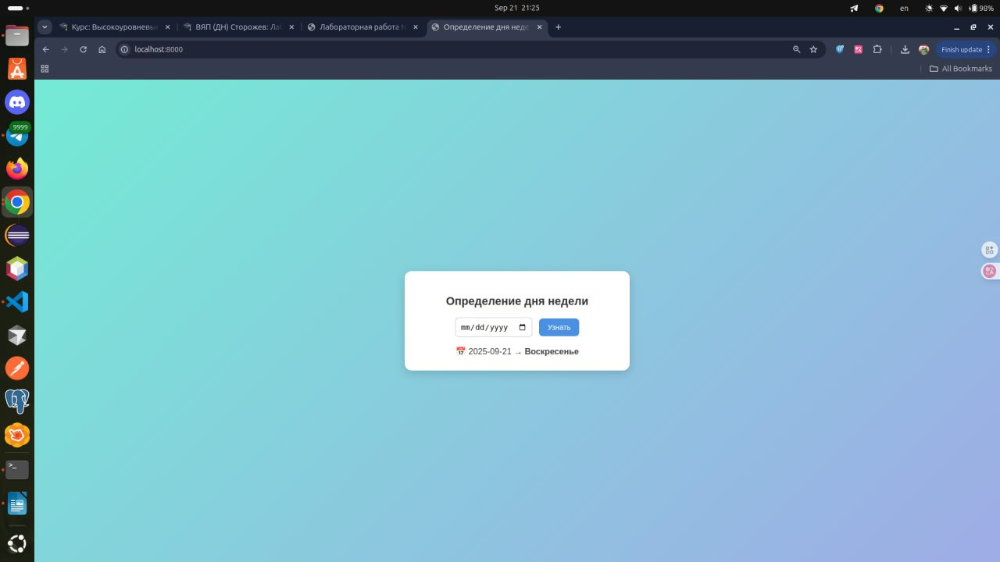 Sep 21 21:25
en
98%
Курс: Высокоуровневы
ВЯП (ДН) Сторожев: Ла
Лабораторная работа
Определение дня неде
localhost:8000
Finish update
All Bookmarks
9999
Определение дня недели
mm/dd/yyyy
Узнать
2025-09-21 → Воскресенье